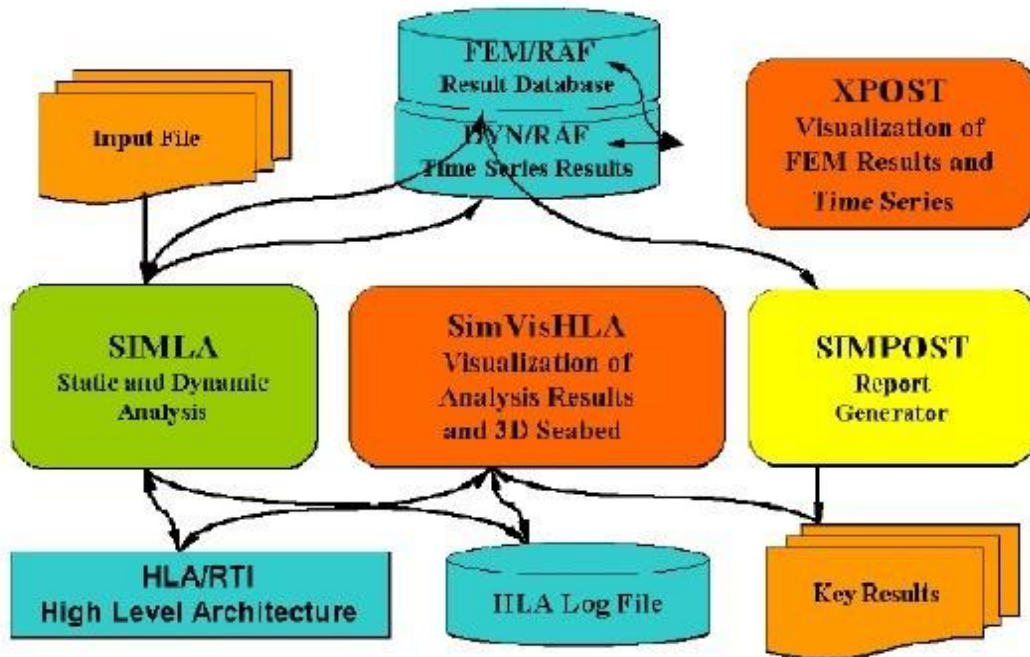 FEM/RAF
Result Database
DYN/RAF
Time Series Results
Input File
XPOST
Visualization of
FEM Results and
Time Series
SIMLA
Static and Dynamic
Analysis
SimVisHLA
Visualization of
Analysis Results
and 3D Seabed
SIMPOST
Report
Generator
HLA/RTI
High Level Architecture
HLA Log File
Key Results